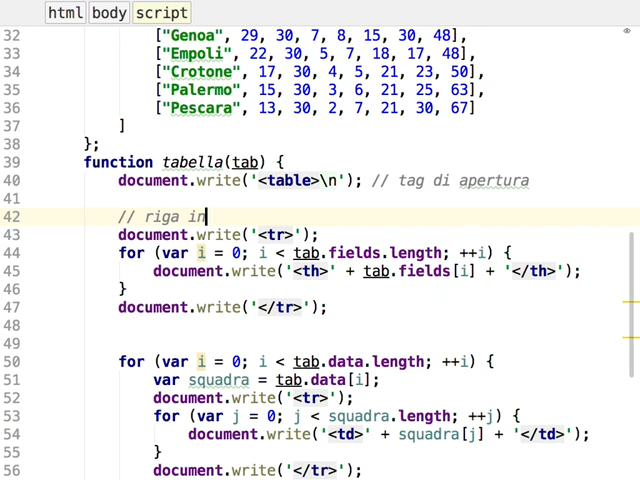 html body script
32 ["Genoa", 29, 30, 7, 8, 15, 30, 48],
33 ["Empoli", 22, 30, 5, 7, 18, 17, 48],
34 ["Crotone", 17, 30, 4, 5, 21, 23, 50],
35 ["Palermo", 15, 30, 3, 6, 21, 25, 63],
36 ["Pescara", 13, 30, 2, 7, 21, 30, 67]
37 ]
38 };
39 function tabella(tab) {
40 document.write('<table>\n'); // tag di apertura
41
42 // riga in
43 document.write('<tr>');
44 for (var i = 0; i < tab.fields.length; ++i) {
45 document.write('<th>' + tab.fields[i] + '</th>');
46 }
47 document.write('</tr>');
48
49
50 for (var i = 0; i < tab.data.length; ++i) {
51 var squadra = tab.data[i];
52 document.write('<tr>');
53 for (var j = 0; j < squadra.length; ++j) {
54 document.write('<td>' + squadra[j] + '</td>');
55 }
56 document.write('</tr>');